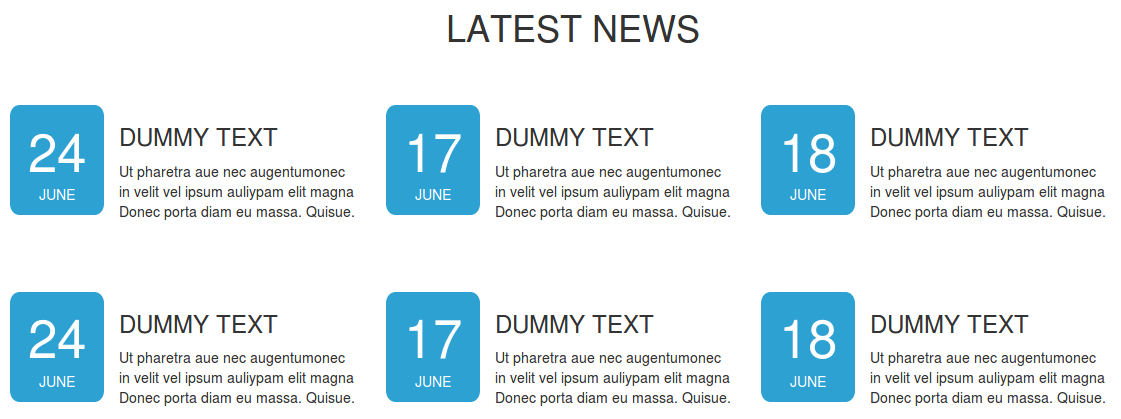 LATEST NEWS
24
JUNE
DUMMY TEXT
Ut pharetra aue nec augentumonec
in velit vel ipsum auliypam elit magna
Donec porta diam eu massa. Quisue.
17
JUNE
DUMMY TEXT
Ut pharetra aue nec augentumonec
in velit vel ipsum auliypam elit magna
Donec porta diam eu massa. Quisue.
18
JUNE
DUMMY TEXT
Ut pharetra aue nec augentumonec
in velit vel ipsum auliypam elit magna
Donec porta diam eu massa. Quisue.
24
JUNE
DUMMY TEXT
Ut pharetra aue nec augentumonec
in velit vel ipsum auliypam elit magna
Donec porta diam eu massa. Quisue.
17
JUNE
DUMMY TEXT
Ut pharetra aue nec augentumonec
in velit vel ipsum auliypam elit magna
Donec porta diam eu massa. Quisue.
18
JUNE
DUMMY TEXT
Ut pharetra aue nec augentumonec
in velit vel ipsum auliypam elit magna
Donec porta diam eu massa. Quisue.